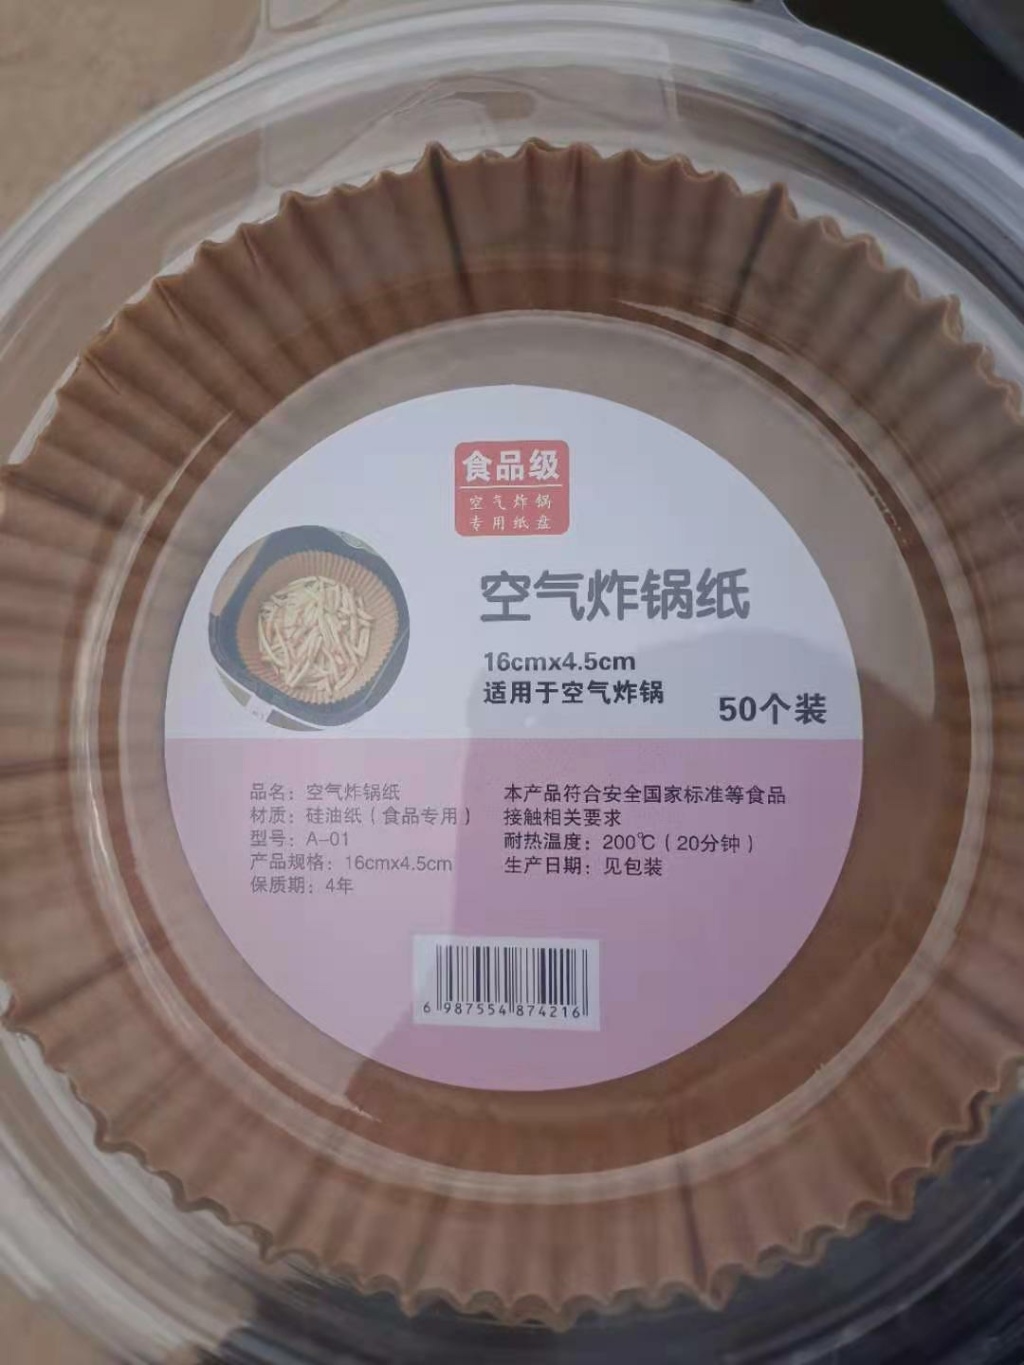 食品级
空气炸锅
专用纸盘
空气炸锅纸
16cmx4.5cm
适用于空气炸锅
50个装
品名：空气炸锅纸
材质：硅油纸（食品专用）
型号：A-01
产品规格：16cmx4.5cm
保质期：4年
本产品符合安全国家标准等食品
接触相关要求
耐热温度：200℃（20分钟）
生产日期：见包装
6 987554 874216